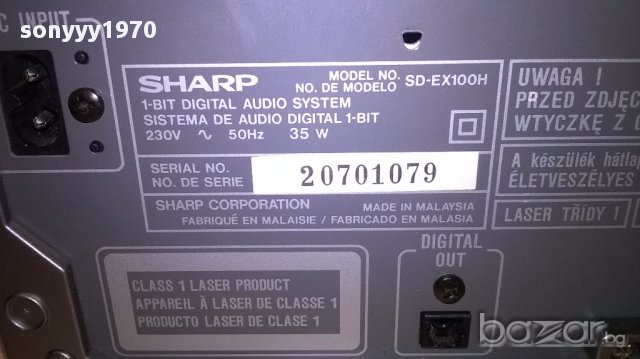 sonyyy1970
C INPUT
SHARP
MODEL NO.
NO. DE MODELO
SD-EX100H
1-BIT DIGITAL AUDIO SYSTEM
SISTEMA DE AUDIO DIGITAL 1-BIT
230V ∿ 50Hz 35 W
SERIAL NO.
NO. DE SERIE
20701079
SHARP CORPORATION
MADE IN MALAYSIA
FABRIQUÉ EN MALAISIE / FABRICADO EN MALASIA
UWAGA !
PRZED ZDJĘC
WTYCZKĘ Z
A készülék hátla
ÉLETVESZÉLYES
LASER TŘÍDY 1
DIGITAL
OUT
CLASS 1 LASER PRODUCT
APPAREIL À LASER DE CLASSE 1
PRODUCTO LASER DE CLASE 1
bazar.bg